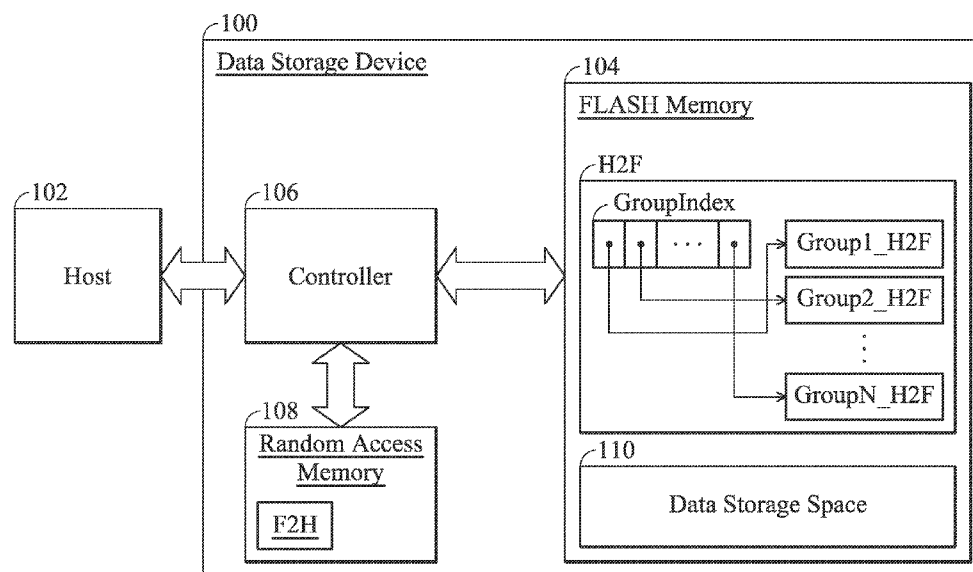 100
Data Storage Device
104
FLASH Memory
H2F
GroupIndex
...
Group1_H2F
Group2_H2F
⋮
GroupN_H2F
102
Host
106
Controller
108
Random Access
Memory
F2H
110
Data Storage Space